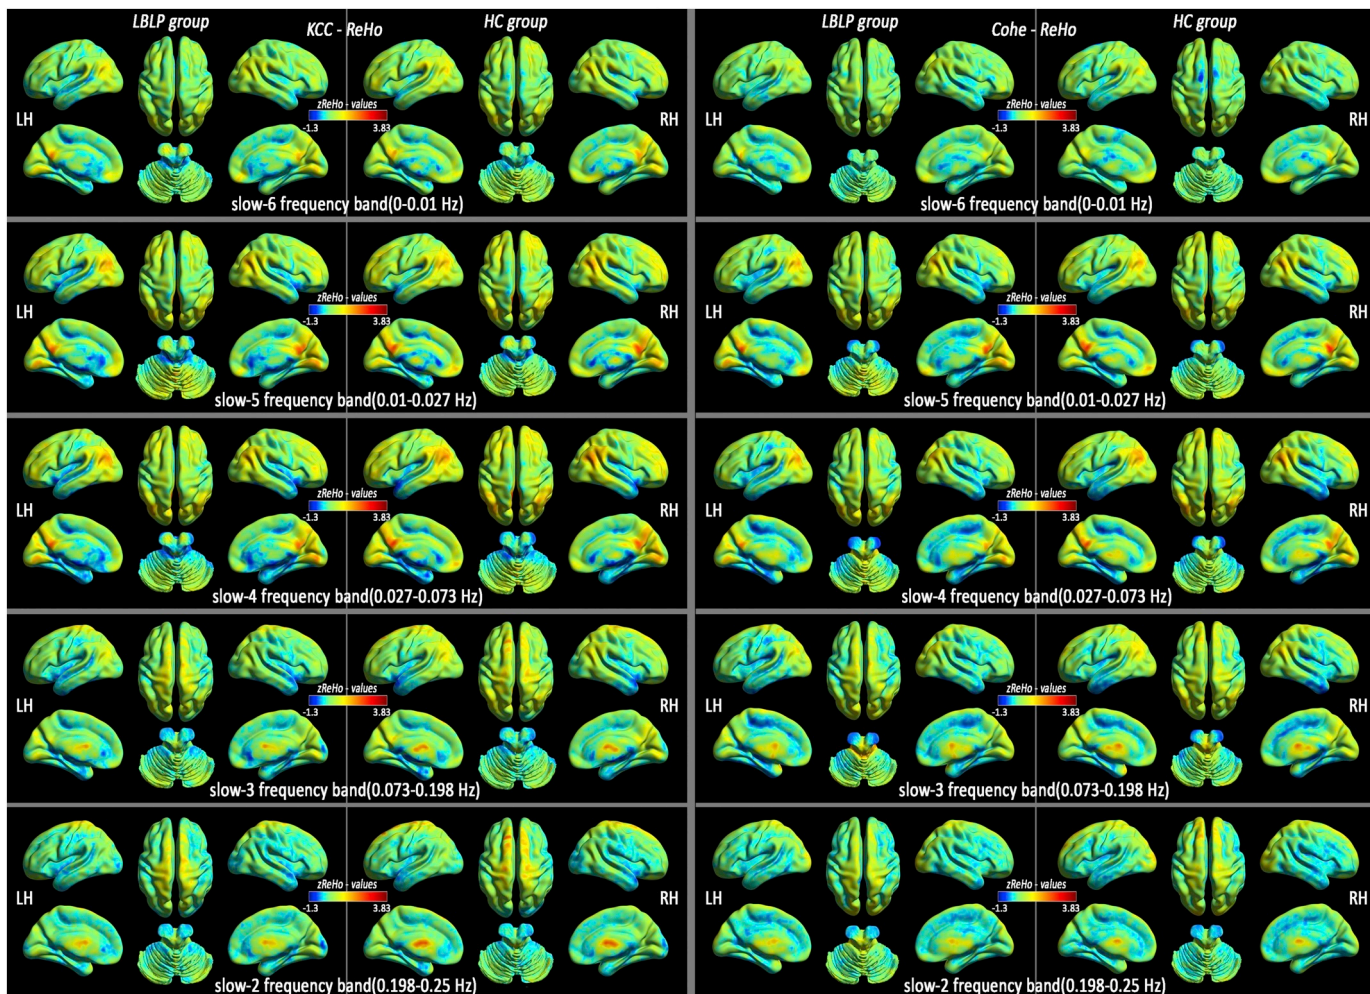 LBLP group KCC - ReHo HC group LBLP group Cohe - ReHo HC group
zReHo - values zReHo - values
LH RH LH RH
-1.3 3.83 -1.3 3.83
slow-6 frequency band(0-0.01 Hz) slow-6 frequency band(0-0.01 Hz)
zReHo - values zReHo - values
LH RH LH RH
-1.3 3.83 -1.3 3.83
slow-5 frequency band(0.01-0.027 Hz) slow-5 frequency band(0.01-0.027 Hz)
zReHo - values zReHo - values
LH RH LH RH
-1.3 3.83 -1.3 3.83
slow-4 frequency band(0.027-0.073 Hz) slow-4 frequency band(0.027-0.073 Hz)
zReHo - values zReHo - values
LH RH LH RH
-1.3 3.83 -1.3 3.83
slow-3 frequency band(0.073-0.198 Hz) slow-3 frequency band(0.073-0.198 Hz)
zReHo - values zReHo - values
LH RH LH RH
-1.3 3.83 -1.3 3.83
slow-2 frequency band(0.198-0.25 Hz) slow-2 frequency band(0.198-0.25 Hz)